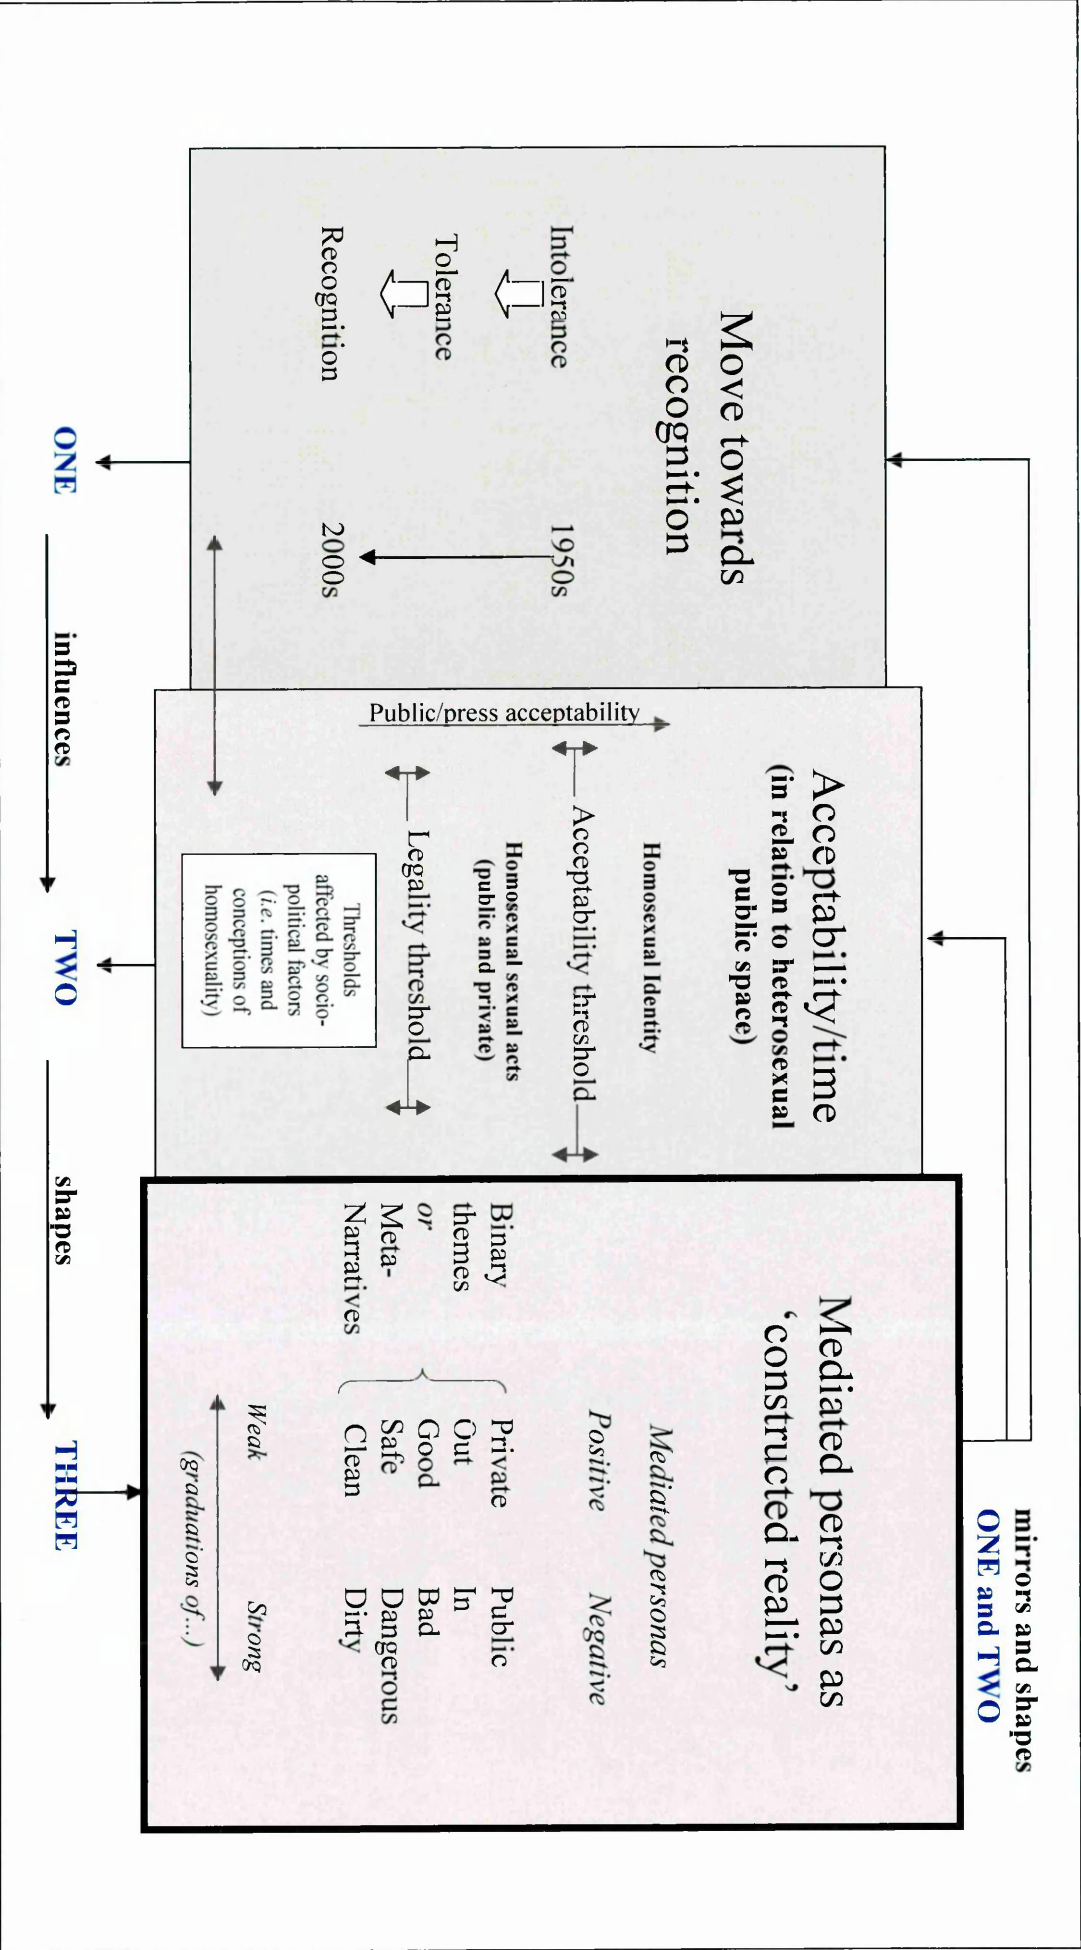 mirrors and shapes
ONE and TWO
Move towards
recognition
Intolerance
1950s
Tolerance
Recognition
2000s
Acceptability/time
(in relation to heterosexual
public space)
Public/press acceptability
Homosexual Identity
Acceptability threshold
Homosexual sexual acts
(public and private)
Legality threshold
Thresholds
affected by socio-
political factors
(i.e. times and
conceptions of
homosexuality)
Mediated personas as
‘constructed reality’
Mediated personas
Positive Negative
Binary
themes
or
Meta-
Narratives
Private Public
Out In
Good Bad
Safe Dangerous
Clean Dirty
Weak Strong
(graduations of...)
ONE influences TWO shapes THREE